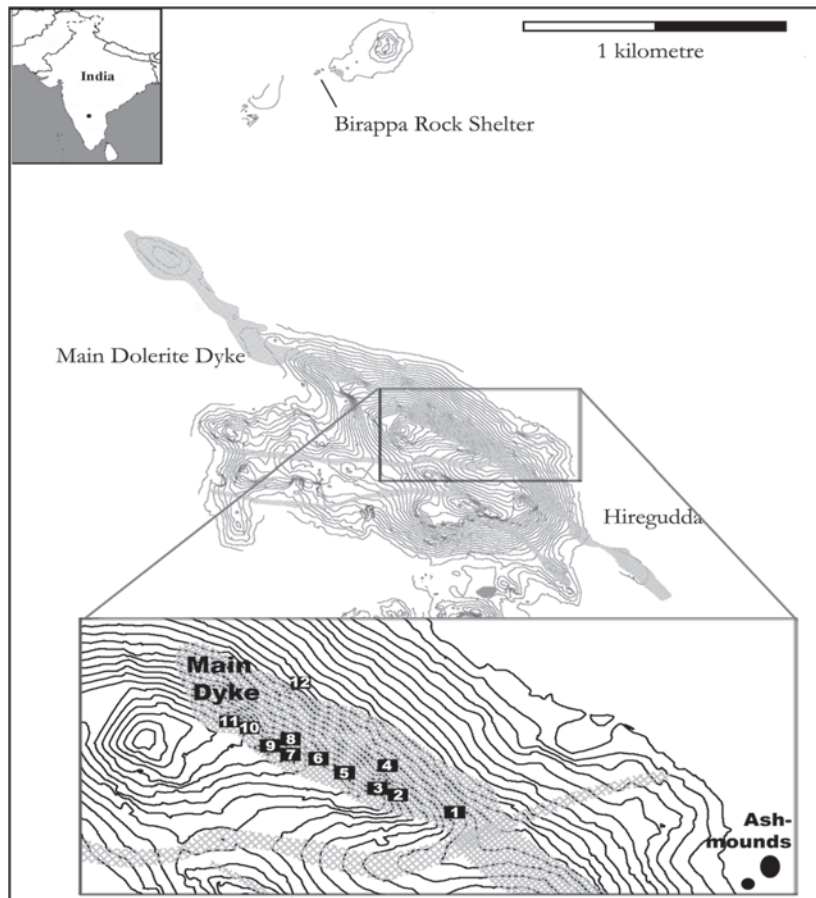 India
1 kilometre
Birappa Rock Shelter
Main Dolerite Dyke
Hiregudda
Main
Dyke
12
11
10
9
8
7
6
5
4
3
2
1
Ash-
mounds